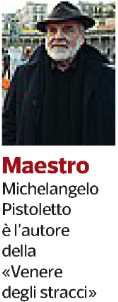 Maestro
Michelangelo
Pistoletto
è l'autore
della
«Venere
degli stracci»